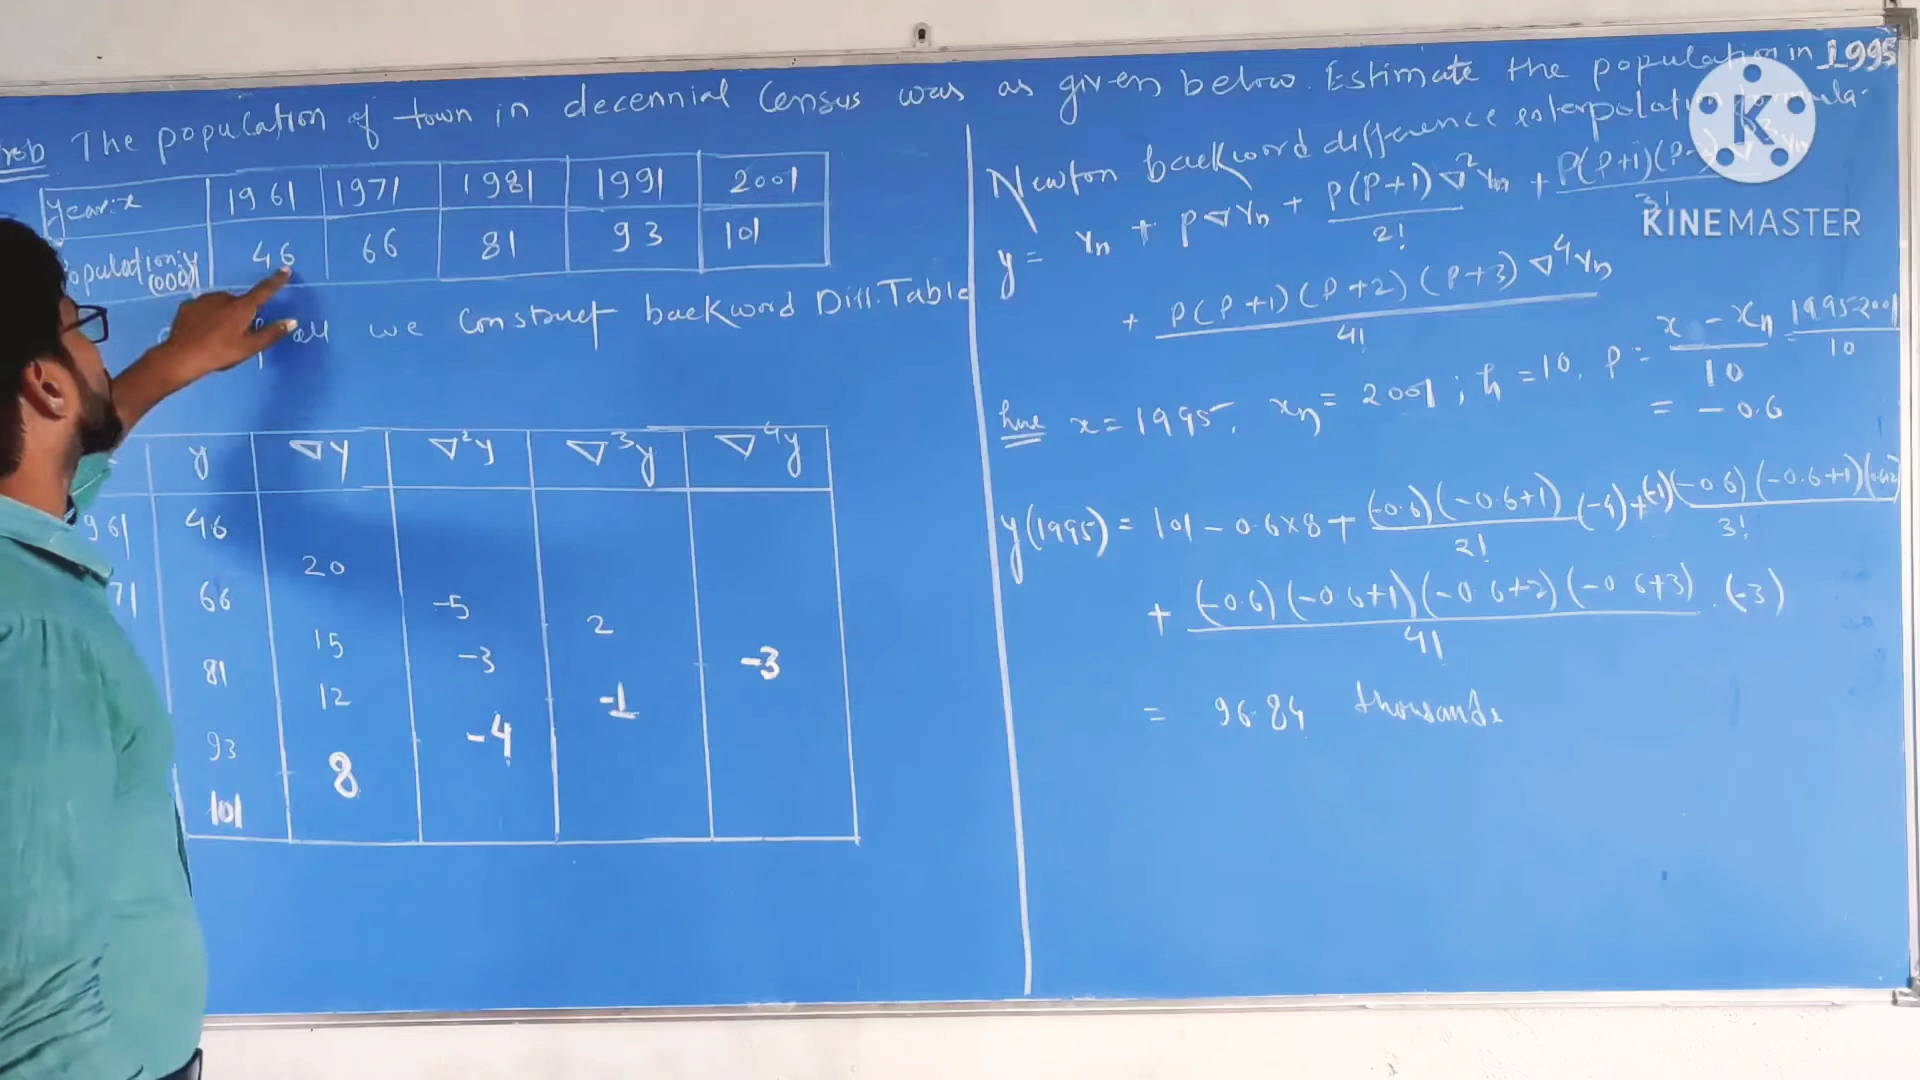 The population of town in decennial Census was as given below. Estimate the population in 1995
year:x 1961 1971 1981 1991 2001
population:y (000) 46 66 81 93 101
we construct backword Diff. Table
y ∇y ∇²y ∇³y ∇⁴y
961 46
20
71 66 -5
15 2
81 -3 -3
12 -1
93 -4
8
101
Newton backword difference
y = yₙ + p∇yₙ + P(P+1)∇²yₙ / 2! + P(P+1)(P
+ P(P+1)(P+2)(P+3)∇⁴yₙ / 4!
here x = 1995, xₙ = 2001 ; h = 10, P = x - xₙ / 10 = 1995-2001 / 10
= -0.6
y(1995) = 101 - 0.6×8 + (-0.6)(-0.6+1) / 2! (-4) + (-1) (-0.6)(-0.6+1) / 3!
+ (-0.6)(-0.6+1)(-0.6+2)(-0.6+3) / 4! . (-3)
= 96.84 thousands
KINEMASTER